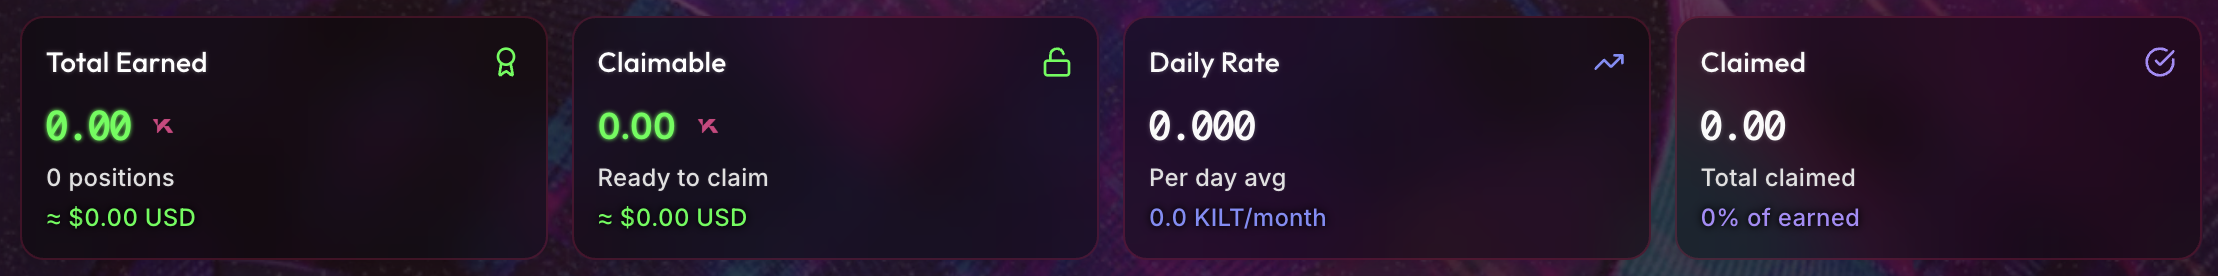 Total Earned
0.00
0 positions
≈ $0.00 USD
Claimable
0.00
Ready to claim
≈ $0.00 USD
Daily Rate
0.000
Per day avg
0.0 KILT/month
Claimed
0.00
Total claimed
0% of earned